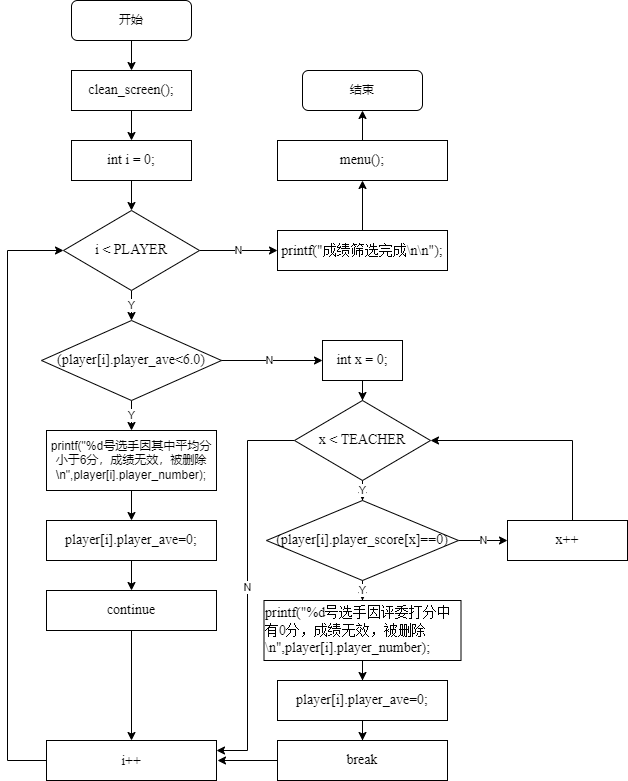 开始
clean_screen();
结束
int i = 0;
menu();
i < PLAYER
N
printf("成绩筛选完成\n\n");
Y
(player[i].player_ave<6.0)
N
int x = 0;
Y
x < TEACHER
printf("%d号选手因其中平均分
小于6分，成绩无效，被删除
\n",player[i].player_number);
Y
player[i].player_ave=0;
(player[i].player_score[x]==0)
N
x++
N
Y
continue
printf("%d号选手因评委打分中
有0分，成绩无效，被删除
\n",player[i].player_number);
player[i].player_ave=0;
i++
break